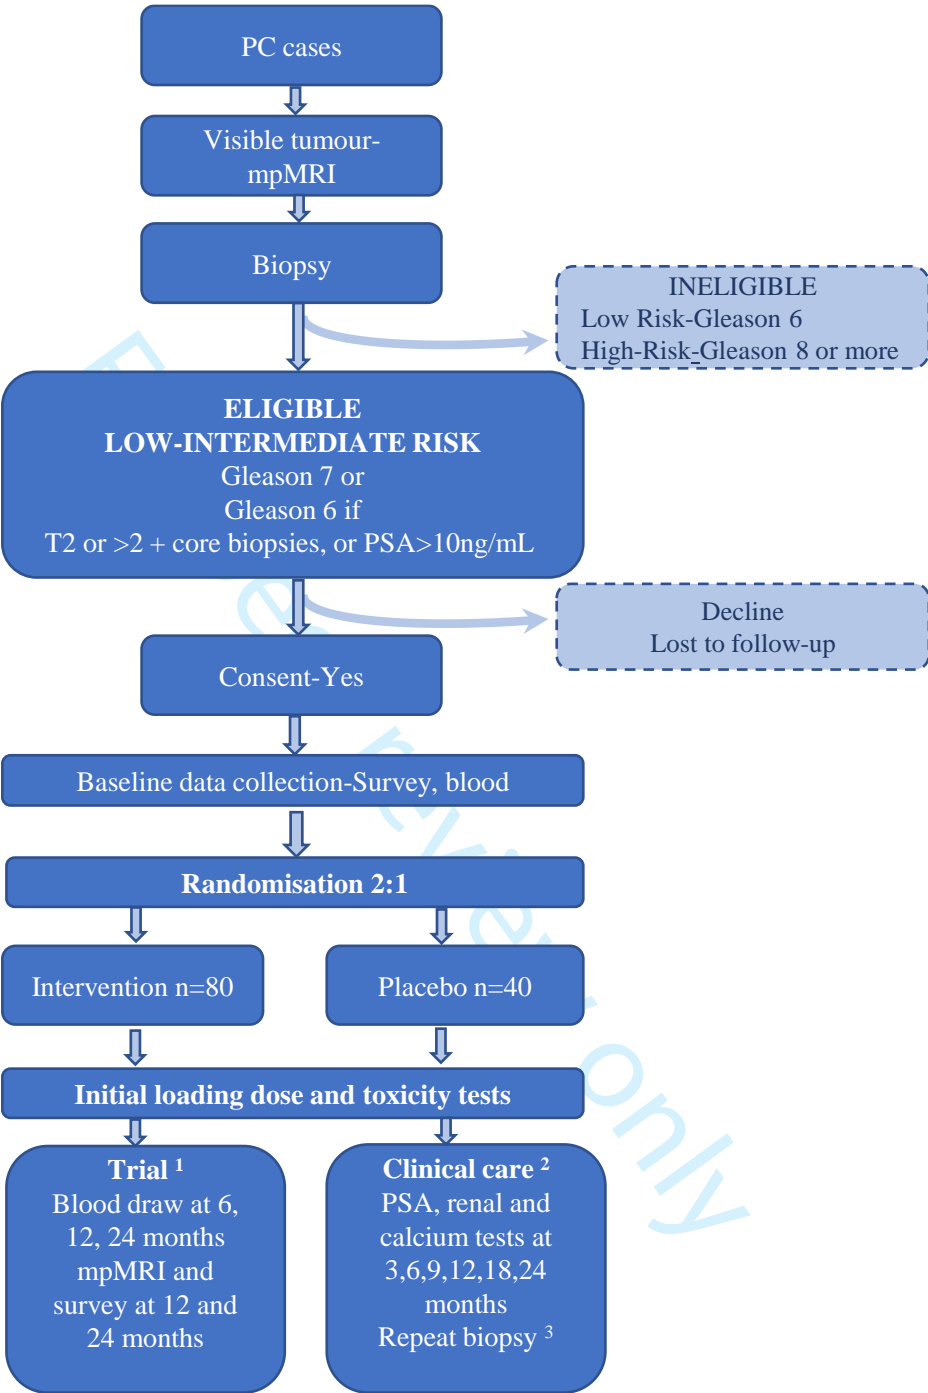 PC cases
Visible tumour-
mpMRI
Biopsy
INELIGIBLE
Low Risk-Gleason 6
High-Risk-Gleason 8 or more
ELIGIBLE
LOW-INTERMEDIATE RISK
Gleason 7 or
Gleason 6 if
T2 or >2 + core biopsies, or PSA>10ng/mL
Decline
Lost to follow-up
Consent-Yes
Baseline data collection-Survey, blood
Randomisation 2:1
Intervention n=80
Placebo n=40
Initial loading dose and toxicity tests
Trial 1
Blood draw at 6,
12, 24 months
mpMRI and
survey at 12 and
24 months
Clinical care 2
PSA, renal and
calcium tests at
3,6,9,12,18,24
months
Repeat biopsy 3
only